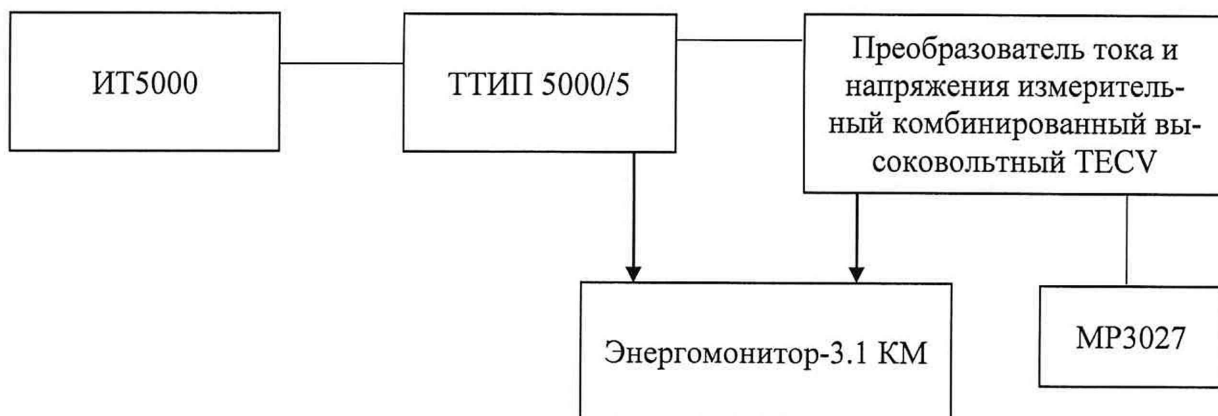 ИТ5000
ТТИП 5000/5
Преобразователь тока и
напряжения измеритель-
ный комбинированный вы-
соковольтный TECV
Энергомонитор-3.1 КМ
МР3027